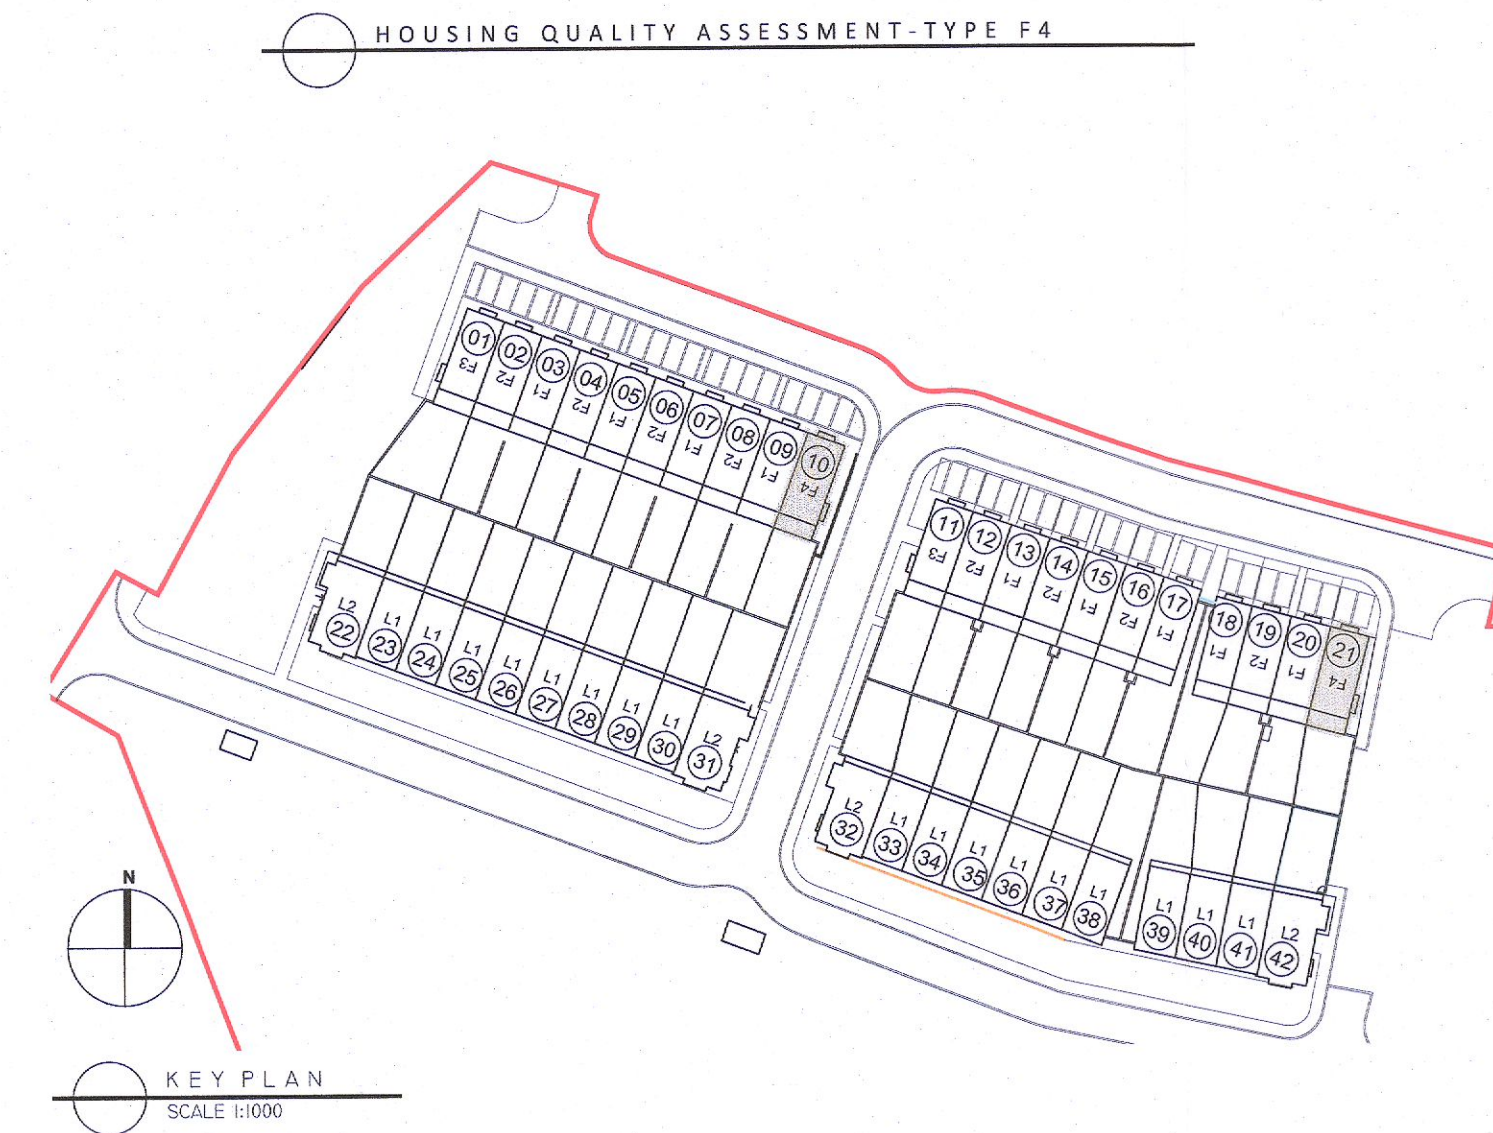 HOUSING QUALITY ASSESSMENT-TYPE F4
01 02 03 04 05 06 07 08 09 10
F3 F2 F1 F2 F1 F2 F1 F2 F1 F4
11 12 13 14 15 16 17 18 19 20 21
F3 F2 F1 F2 F1 F2 F1 F1 F2 F1 F4
L2 L1 L1 L1 L1 L1 L1 L1 L1 L2
22 23 24 25 26 27 28 29 30 31
L2 L1 L1 L1 L1 L1 L1 L1 L1 L1 L2
32 33 34 35 36 37 38 39 40 41 42
N
KEY PLAN
SCALE 1:1000